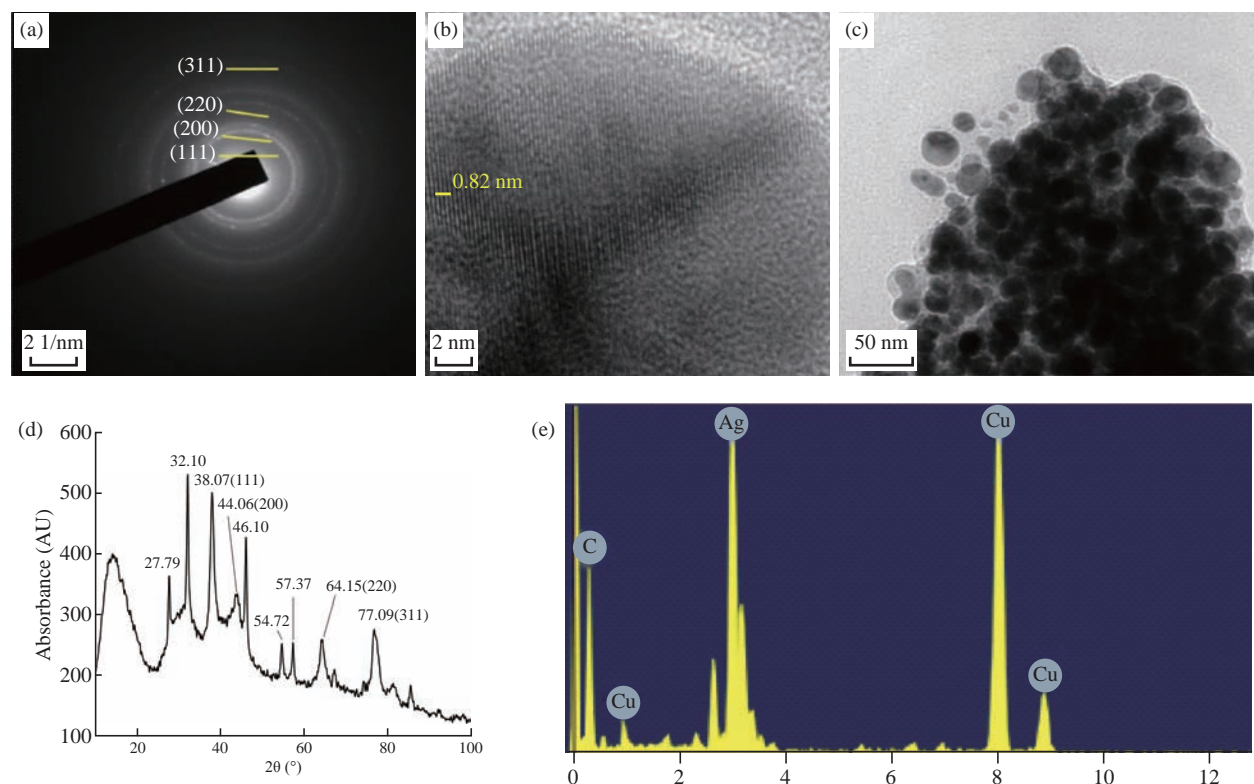 (a)
(311)
(220)
(200)
(111)
2 1/nm
(b)
0.82 nm
2 nm
(c)
50 nm
(d)
600
500
400
300
200
100
Absorbance (AU)
27.79
32.10
38.07(111)
44.06(200)
46.10
54.72
57.37
64.15(220)
77.09(311)
20
40
60
80
100
2θ (°)
(e)
C
Cu
Ag
Cu
Cu
0
2
4
6
8
10
12